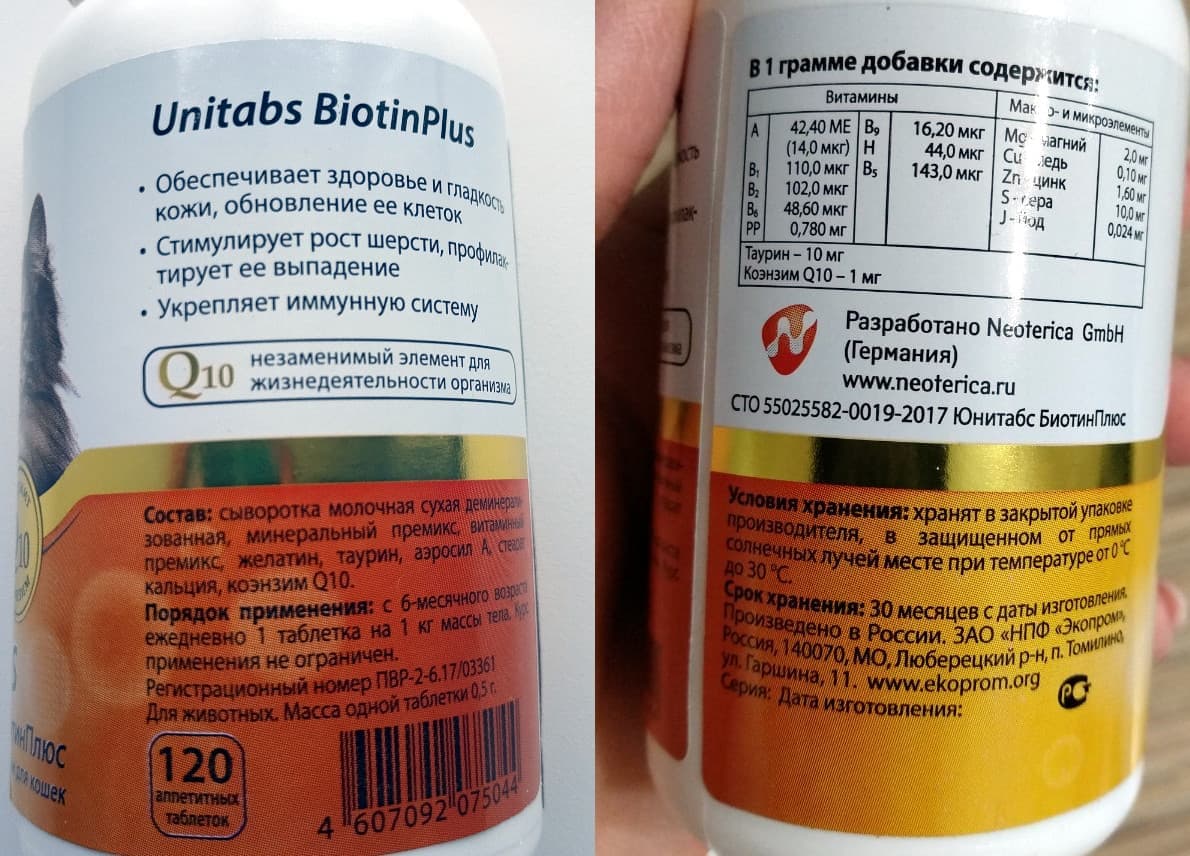 Unitabs BiotinPlus
• Обеспечивает здоровье и гладкость
кожи, обновление ее клеток
• Стимулирует рост шерсти, профилак-
тирует ее выпадение
• Укрепляет иммунную систему
Q10 незаменимый элемент для
жизнедеятельности организма
Состав: сыворотка молочная сухая деминерали-
зованная, минеральный премикс, витаминный
премикс, желатин, таурин, аэросил А, стеарат
кальция, коэнзим Q10.
Порядок применения: с 6-месячного возраста
ежедневно 1 таблетка на 1 кг массы тела. Курс
применения не ограничен.
Регистрационный номер ПВР-2-6.17/03361
Для животных. Масса одной таблетки 0,5 г.
120
аппетитных
таблеток
4 607092 075044
тинПлюс
для кошек
В 1 грамме добавки содержится:
Витамины
Макро- и микроэлементы
A 42,40 МЕ B9 16,20 мкг Mg - магний 2,0 мг
(14,0 мкг) H 44,0 мкг Cu - медь 0,10 мг
B1 110,0 мкг B5 143,0 мкг Zn - цинк 1,60 мг
B2 102,0 мкг S - сера 10,0 мг
B6 48,60 мкг J - йод 0,024 мг
PP 0,780 мг
Таурин – 10 мг
Коэнзим Q10 – 1 мг
Разработано Neoterica GmbH
(Германия)
www.neoterica.ru
СТО 55025582-0019-2017 Юнитабс БиотинПлюс
Условия хранения: хранят в закрытой упаковке
производителя, в защищенном от прямых
солнечных лучей месте при температуре от 0 °С
до 30 °С.
Срок хранения: 30 месяцев с даты изготовления.
Произведено в России. ЗАО «НПФ «Экопром»,
Россия, 140070, МО, Люберецкий р-н, п. Томилино,
ул. Гаршина, 11. www.ekoprom.org
Серия: Дата изготовления: